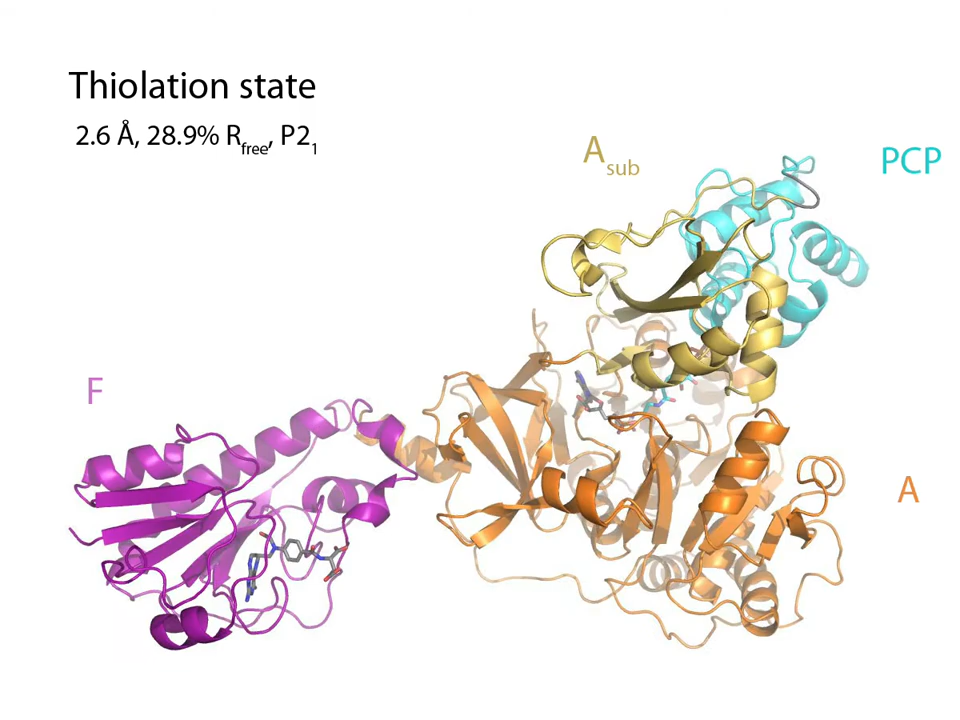 Thiolation state
2.6 Å, 28.9% Rfree, P21
Asub
PCP
F
A